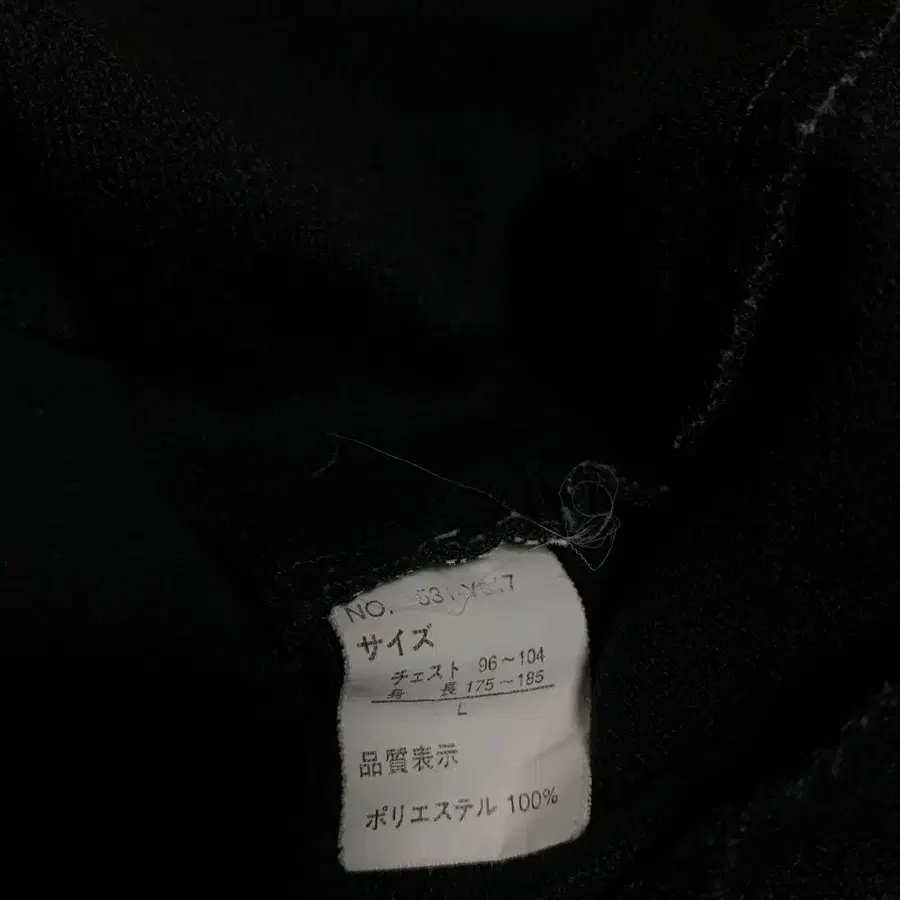 NO.
サイズ
チェスト 96～104
身 長 175～185
L
品質表示
ポリエステル 100%